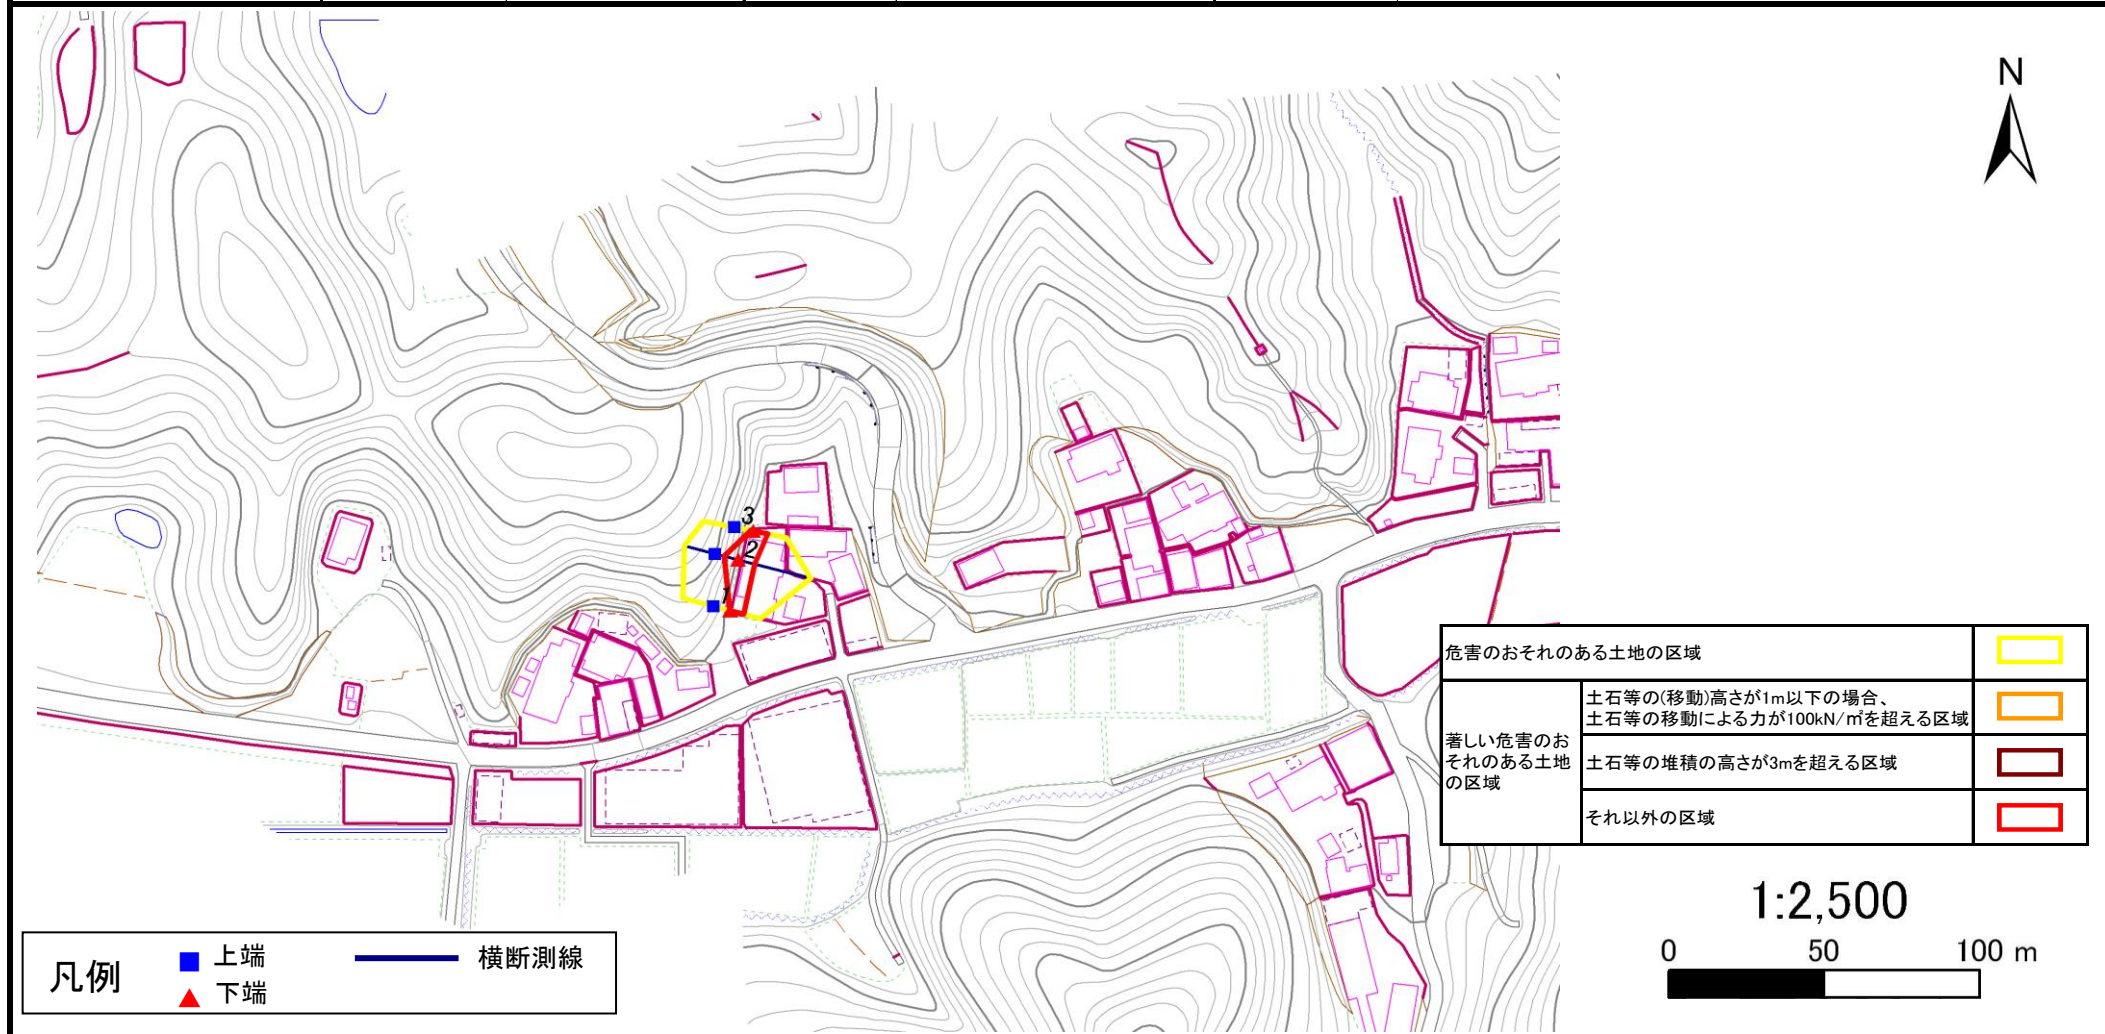 N
3
2
1
危害のおそれのある土地の区域
著しい危害のお
それのある土地
の区域
土石等の(移動)高さが1m以下の場合、
土石等の移動による力が100kN/㎡を超える区域
土石等の堆積の高さが3mを超える区域
それ以外の区域
1:2,500
0 50 100 m
凡例
上端
横断測線
下端